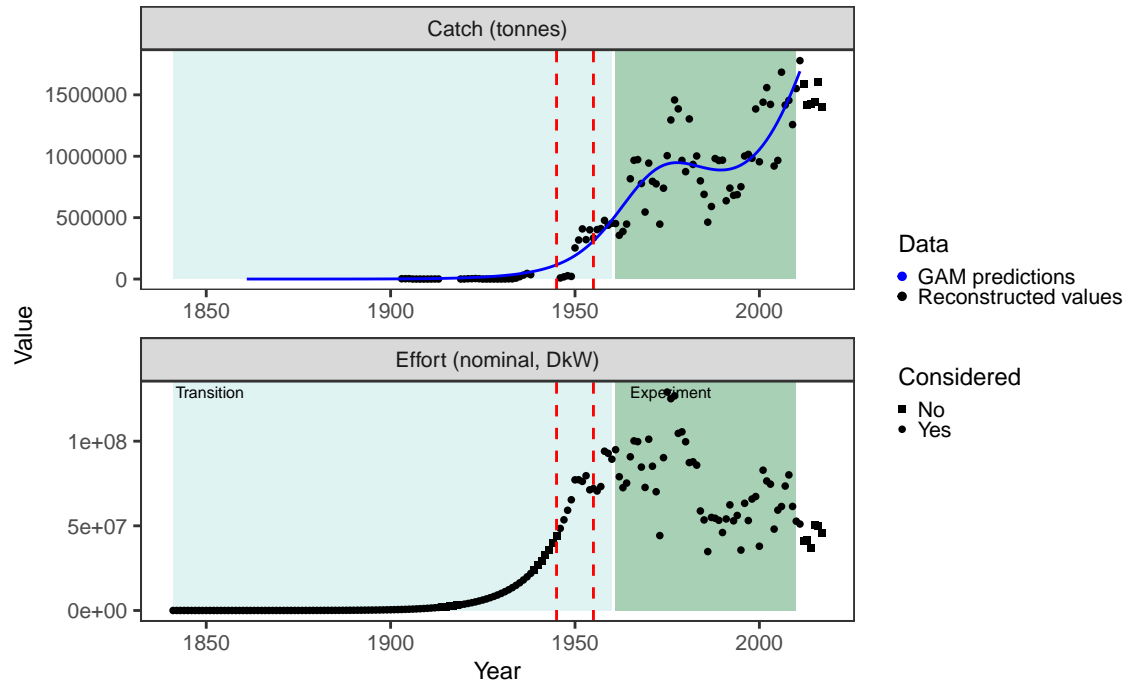 Catch (tonnes)
1500000
1000000
500000
0
1850
1900
1950
2000
Value
Effort (nominal, DkW)
Transition
Experiment
1e+08
5e+07
0e+00
1850
1900
1950
2000
Year
Data
GAM predictions
Reconstructed values
Considered
No
Yes